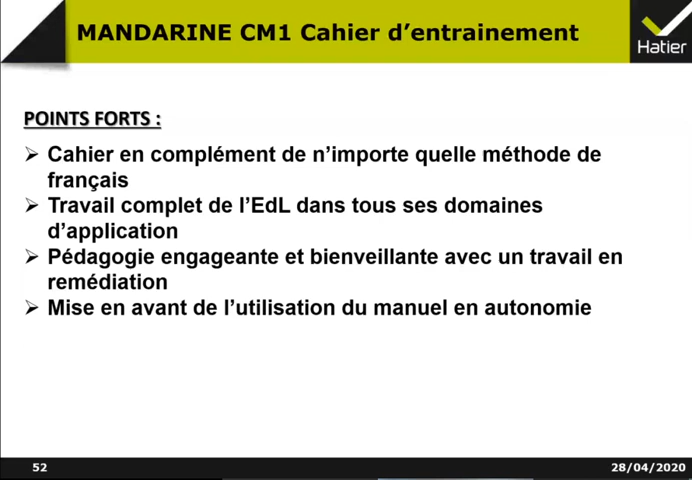 MANDARINE CM1 Cahier d'entrainement
Hatier
POINTS FORTS :
➢ Cahier en complément de n'importe quelle méthode de
français
➢ Travail complet de l'EdL dans tous ses domaines
d'application
➢ Pédagogie engageante et bienveillante avec un travail en
remédiation
➢ Mise en avant de l'utilisation du manuel en autonomie
52
28/04/2020